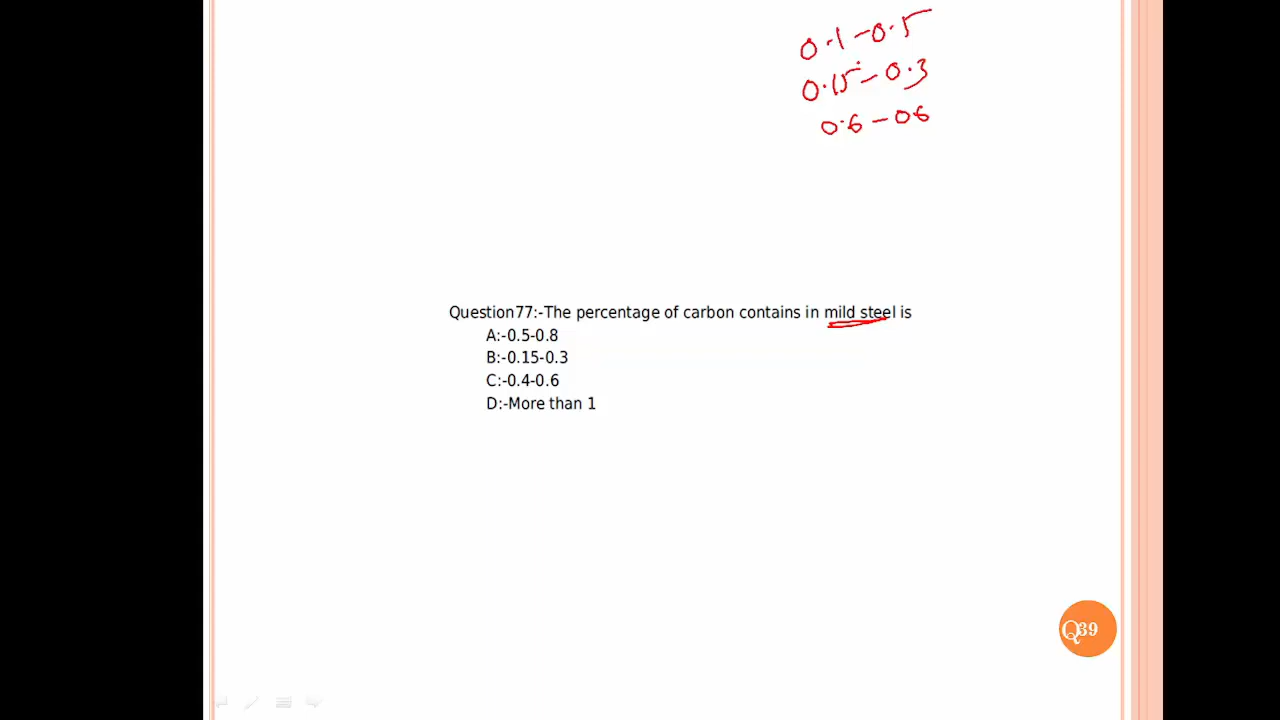 0.1-0.5
0.15-0.3
0.6-06
Question77:-The percentage of carbon contains in mild steel is
A:-0.5-0.8
B:-0.15-0.3
C:-0.4-0.6
D:-More than 1
Q39